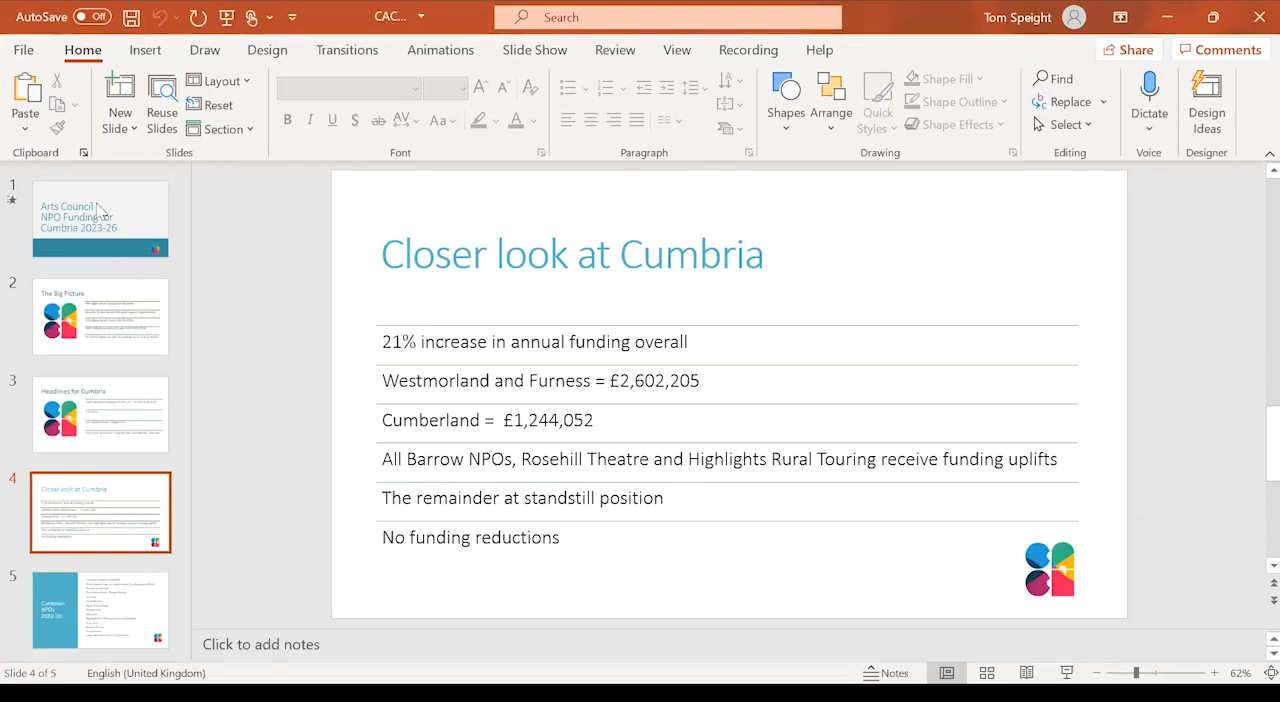 AutoSave Off CAC... Search Tom Speight
File Home Insert Draw Design Transitions Animations Slide Show Review View Recording Help Share Comments
Paste New Slide Reuse Slides Layout Reset Section Shapes Arrange Quick Styles Shape Fill Shape Outline Shape Effects Find Replace Select Dictate Design Ideas
Clipboard Slides Font Paragraph Drawing Editing Voice Designer
1
Arts Council
NPO Funding for
Cumbria 2023-26
2
The Big Picture
3
Headlines for Cumbria
4
Closer look at Cumbria
5
Cumbrian
NPOs
2023-26
Closer look at Cumbria
21% increase in annual funding overall
Westmorland and Furness = £2,602,205
All Barrow NPOs, Rosehill Theatre and Highlights Rural Touring receive funding uplifts
The remainder at standstill position
No funding reductions
Click to add notes
Slide 4 of 5 English (United Kingdom) Notes 62%